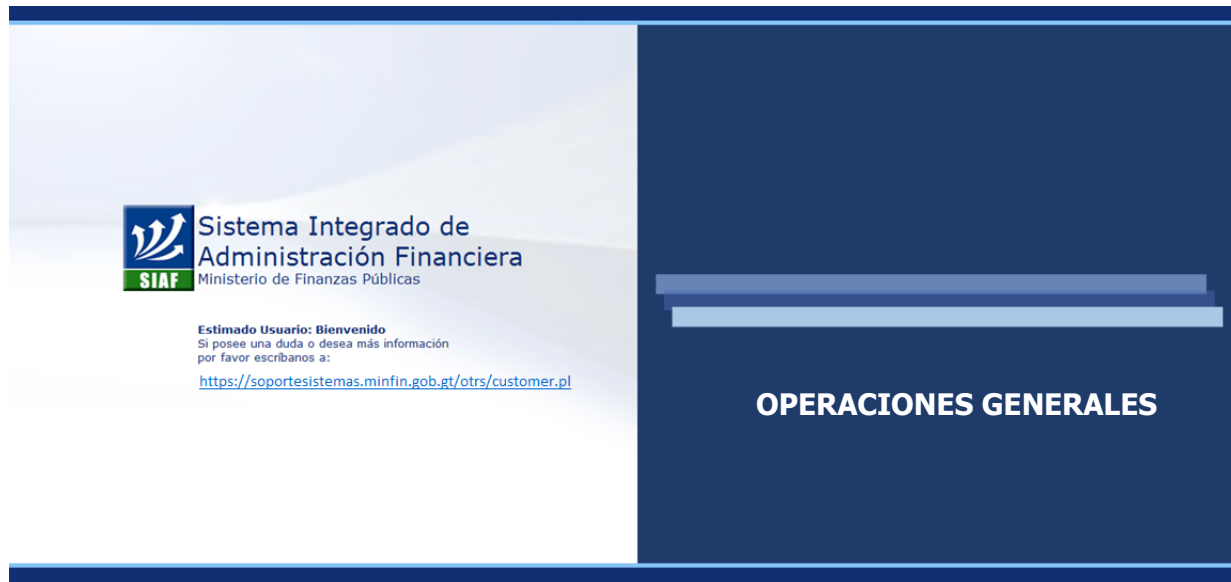 Sistema Integrado de
Administración Financiera
SIAF
Ministerio de Finanzas Públicas
Estimado Usuario: Bienvenido
Si posee una duda o desea más información
por favor escríbanos a:
https://soportesistemas.minfin.gob.gt/otrs/customer.pl
OPERACIONES GENERALES